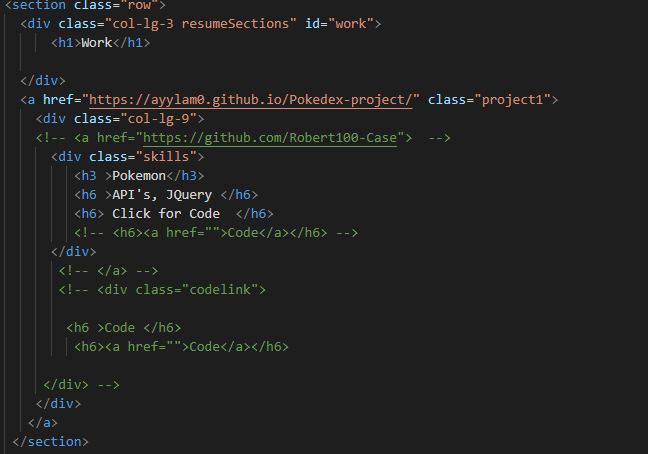 <section class="row">
<div class="col-lg-3 resumeSections" id="work">
<h1>Work</h1>
</div>
<a href="https://ayylam0.github.io/Pokedex-project/" class="project1">
<div class="col-lg-9">
<!-- <a href="https://github.com/Robert100-Case">  -->
<div class="skills">
<h3 >Pokemon</h3>
<h6 >API's, JQuery </h6>
<h6> Click for Code  </h6>
<!-- <h6><a href="">Code</a></h6> -->
</div>
<!-- </a> -->
<!-- <div class="codelink">
<h6 >Code </h6>
<h6><a href="">Code</a></h6>
</div> -->
</div>
</a>
</section>